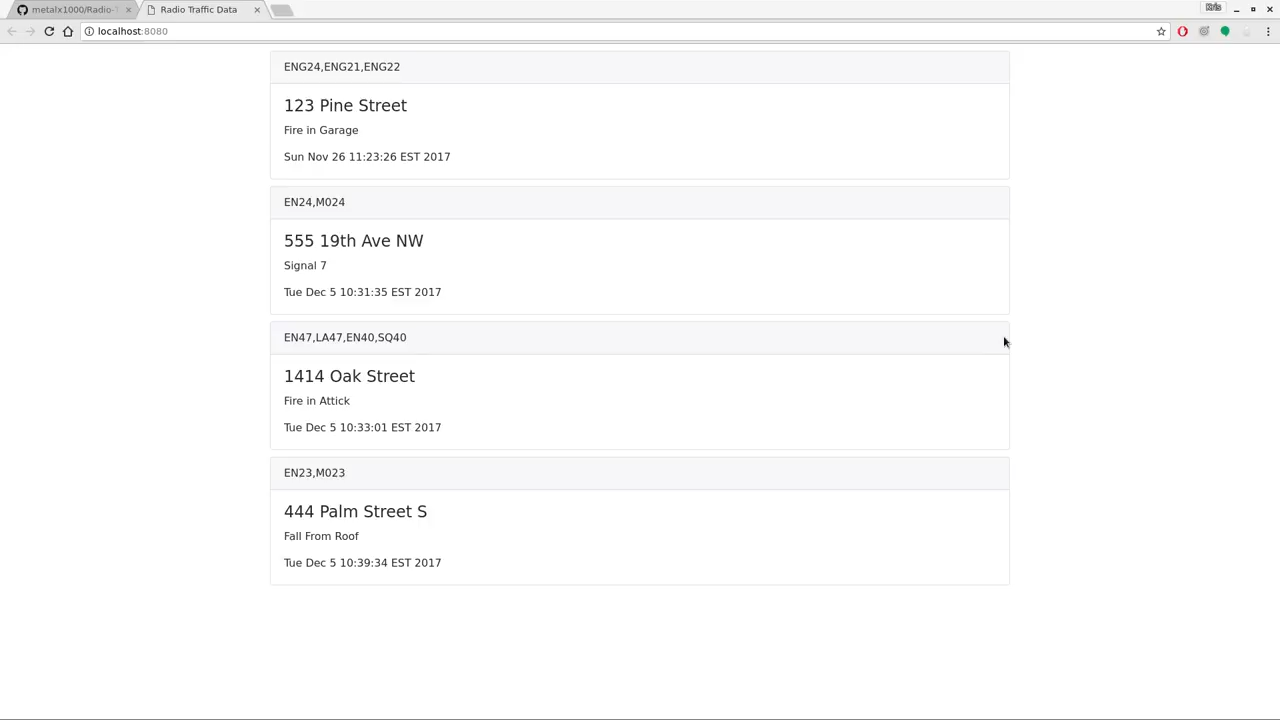 metalx1000/Radio-T
Radio Traffic Data
Kris
localhost:8080
ENG24,ENG21,ENG22
123 Pine Street
Fire in Garage
Sun Nov 26 11:23:26 EST 2017
EN24,M024
555 19th Ave NW
Signal 7
Tue Dec 5 10:31:35 EST 2017
EN47,LA47,EN40,SQ40
1414 Oak Street
Fire in Attick
Tue Dec 5 10:33:01 EST 2017
EN23,M023
444 Palm Street S
Fall From Roof
Tue Dec 5 10:39:34 EST 2017